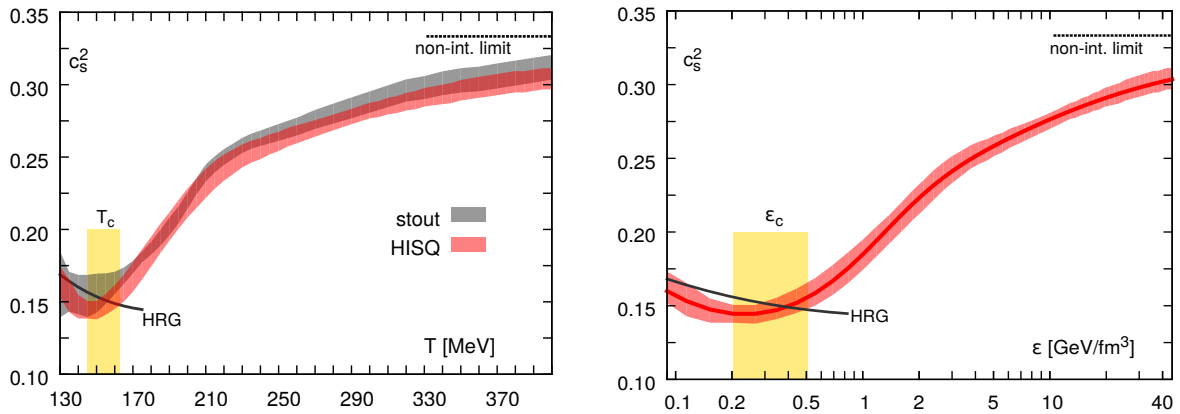 0.35
c_s^2
non-int. limit
0.30
0.25
0.20
T_c
stout
HISQ
0.15
HRG
T [MeV]
0.10
130 170 210 250 290 330 370
0.35
c_s^2
non-int. limit
0.30
0.25
0.20
ε_c
0.15
HRG
ε [GeV/fm^3]
0.10
0.1 0.2 0.5 1 2 5 10 20 40